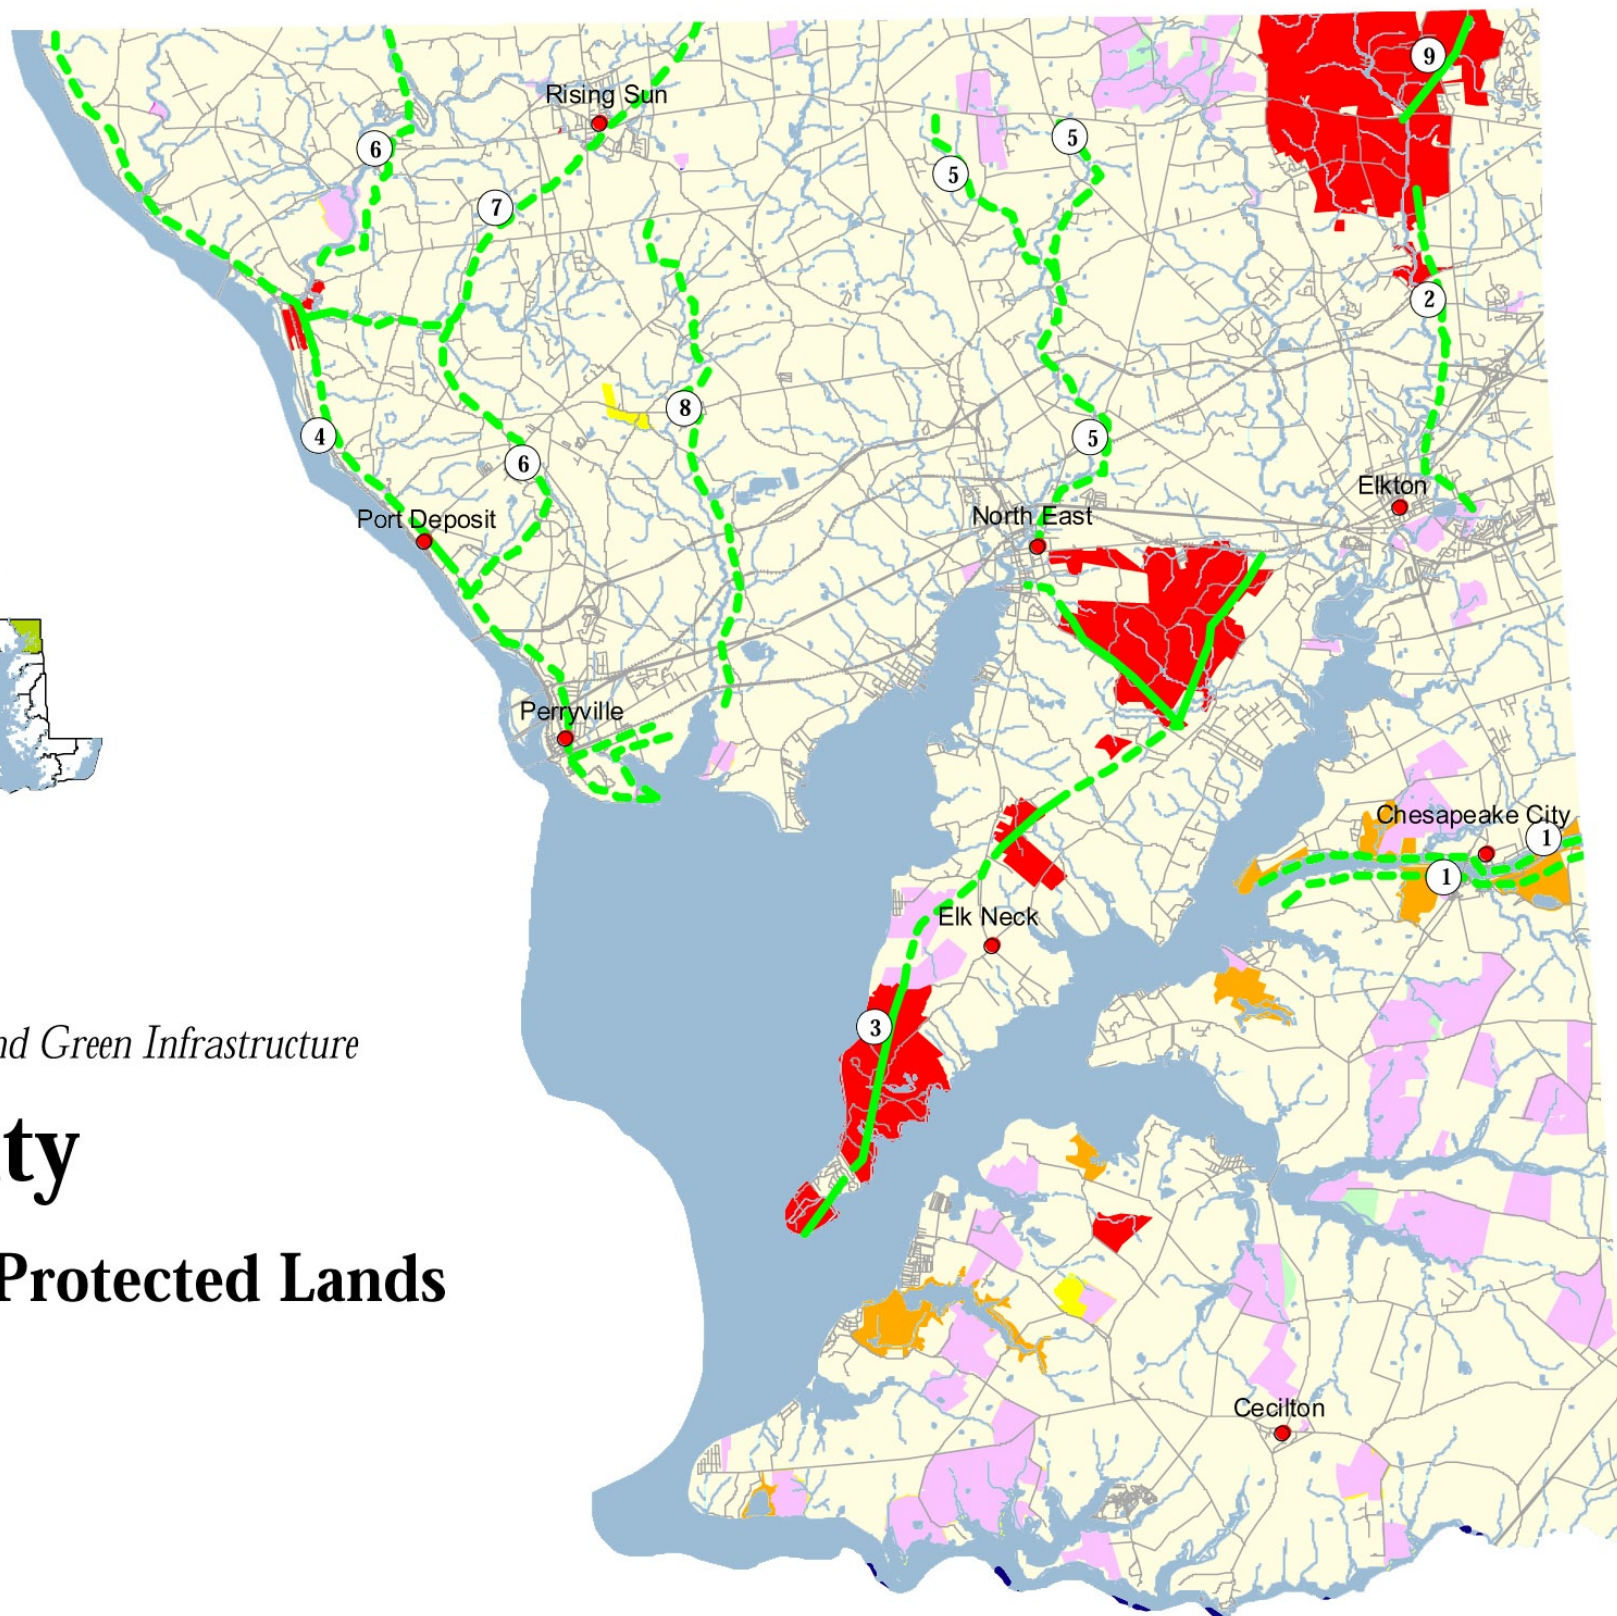 9
Rising Sun
5
6
5
7
2
8
4
5
6
Elkton
Port Deposit
North East
Perryville
Chesapeake City
1
1
Elk Neck
3
nd Green Infrastructure
ty
Protected Lands
Cecilton